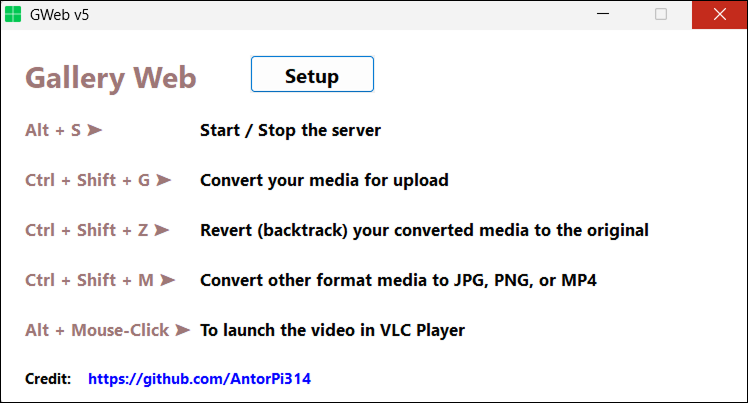 GWeb v5
Gallery Web Setup
Alt + S ➤ Start / Stop the server
Ctrl + Shift + G ➤ Convert your media for upload
Ctrl + Shift + Z ➤ Revert (backtrack) your converted media to the original
Ctrl + Shift + M ➤ Convert other format media to JPG, PNG, or MP4
Alt + Mouse-Click ➤ To launch the video in VLC Player
Credit: https://github.com/AntorPi314